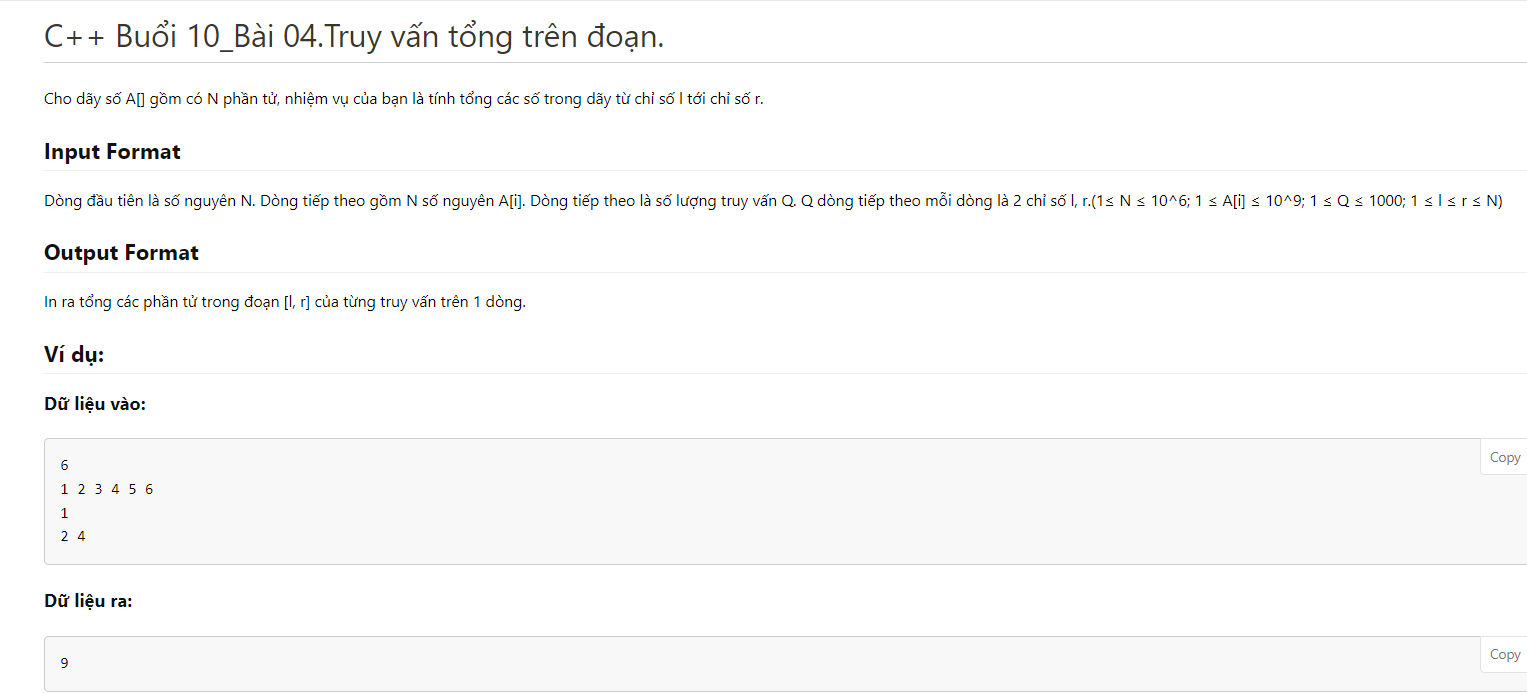 C++ Buổi 10_Bài 04.Truy vấn tổng trên đoạn.
Cho dãy số A[] gồm có N phần tử, nhiệm vụ của bạn là tính tổng các số trong dãy từ chỉ số l tới chỉ số r.
Input Format
Dòng đầu tiên là số nguyên N. Dòng tiếp theo gồm N số nguyên A[i]. Dòng tiếp theo là số lượng truy vấn Q. Q dòng tiếp theo mỗi dòng là 2 chỉ số l, r.(1≤ N ≤ 10^6; 1 ≤ A[i] ≤ 10^9; 1 ≤ Q ≤ 1000; 1 ≤ l ≤ r ≤ N)
Output Format
In ra tổng các phần tử trong đoạn [l, r] của từng truy vấn trên 1 dòng.
Ví dụ:
Dữ liệu vào:
Copy
6
1 2 3 4 5 6
1
2 4
Dữ liệu ra:
Copy
9